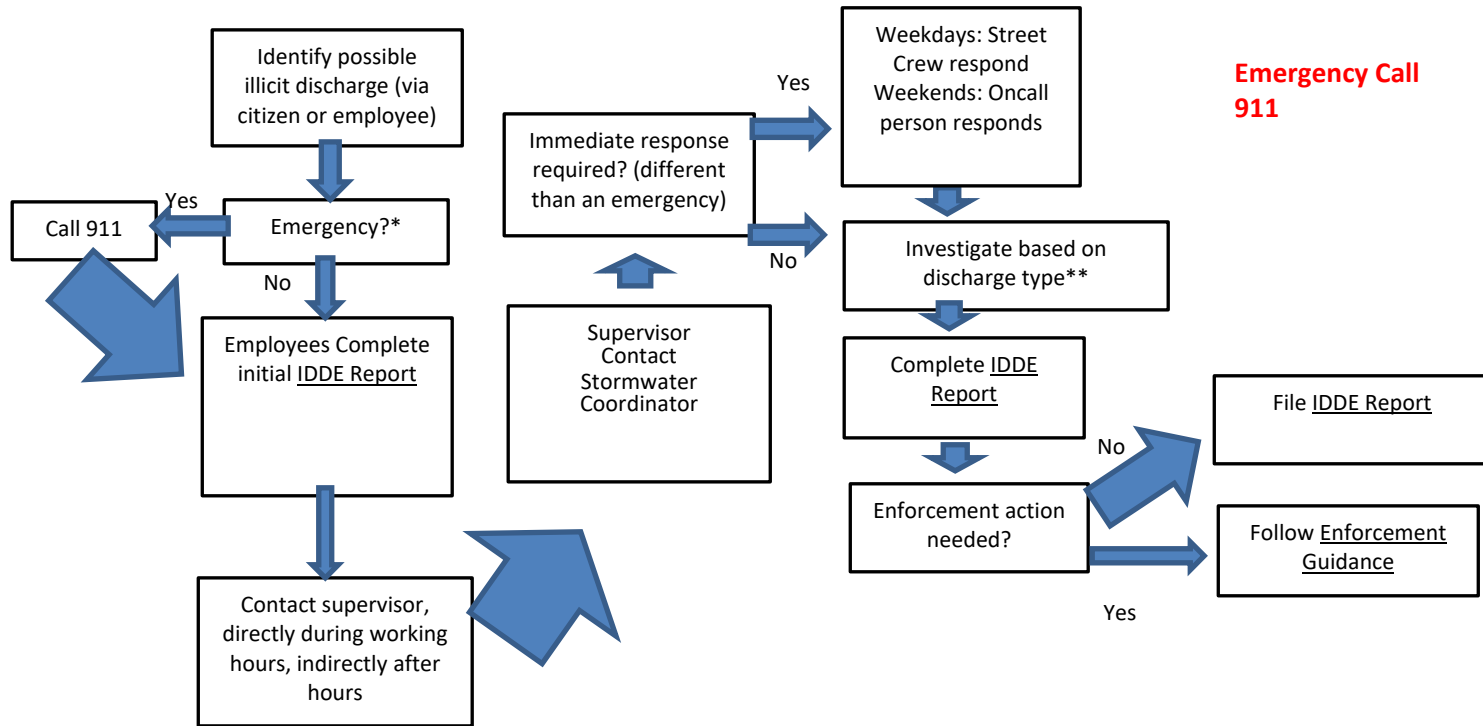 Identify possible
illicit discharge (via
citizen or employee)
Yes
Call 911
Emergency?*
No
Employees Complete
initial IDDE Report
Contact supervisor,
directly during working
hours, indirectly after
hours
Supervisor
Contact
Stormwater
Coordinator
Immediate response
required? (different
than an emergency)
Yes
No
Weekdays: Street
Crew respond
Weekends: Oncall
person responds
Investigate based on
discharge type**
Complete IDDE
Report
Enforcement action
needed?
No
Yes
File IDDE Report
Follow Enforcement
Guidance
Emergency Call
911